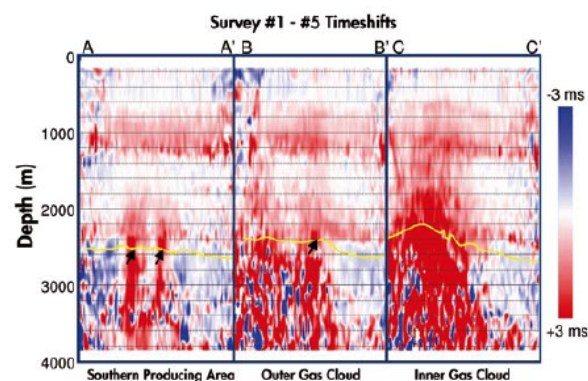 Survey #1 - #5 Timeshifts
A A' B B' C C'
0
1000
2000
3000
4000
Depth (m)
-3 ms
+3 ms
Southern Producing Area Outer Gas Cloud Inner Gas Cloud